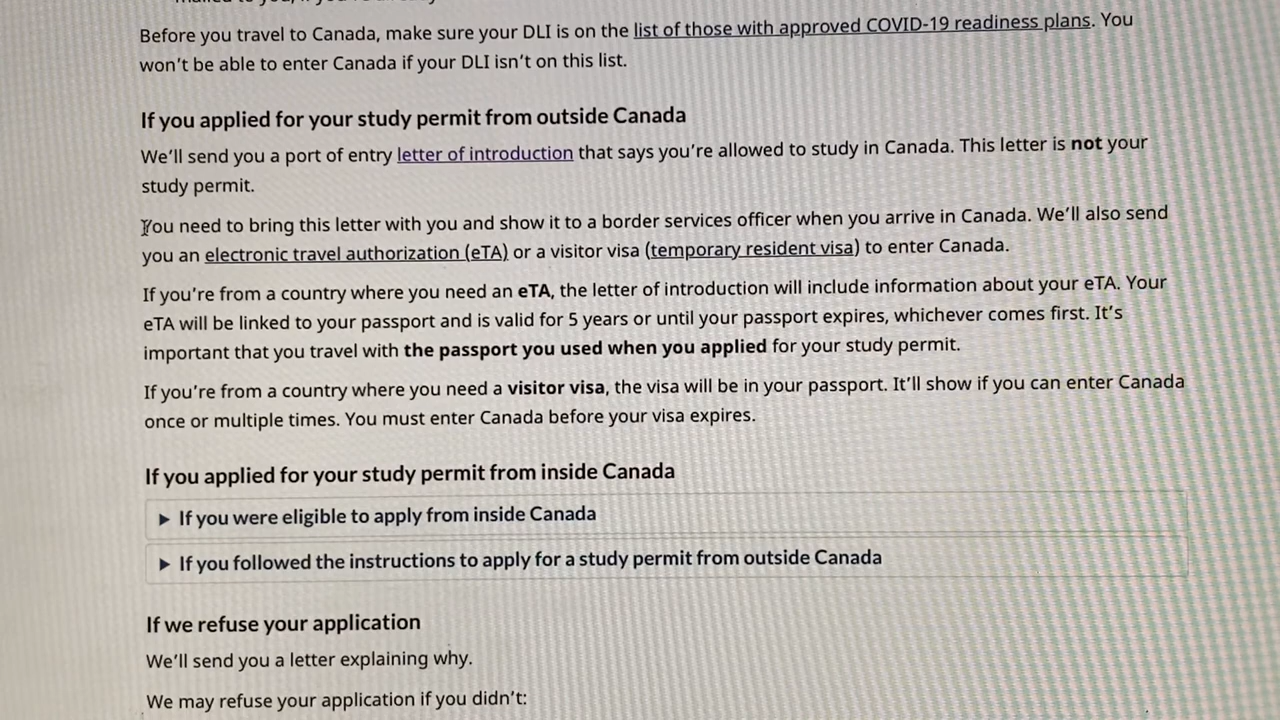 Before you travel to Canada, make sure your DLI is on the list of those with approved COVID-19 readiness plans. You
won't be able to enter Canada if your DLI isn't on this list.
If you applied for your study permit from outside Canada
We'll send you a port of entry letter of introduction that says you're allowed to study in Canada. This letter is not your
study permit.
You need to bring this letter with you and show it to a border services officer when you arrive in Canada. We'll also send
you an electronic travel authorization (eTA) or a visitor visa (temporary resident visa) to enter Canada.
If you're from a country where you need an eTA, the letter of introduction will include information about your eTA. Your
eTA will be linked to your passport and is valid for 5 years or until your passport expires, whichever comes first. It's
important that you travel with the passport you used when you applied for your study permit.
If you're from a country where you need a visitor visa, the visa will be in your passport. It'll show if you can enter Canada
once or multiple times. You must enter Canada before your visa expires.
If you applied for your study permit from inside Canada
If you were eligible to apply from inside Canada
If you followed the instructions to apply for a study permit from outside Canada
If we refuse your application
We'll send you a letter explaining why.
We may refuse your application if you didn't: